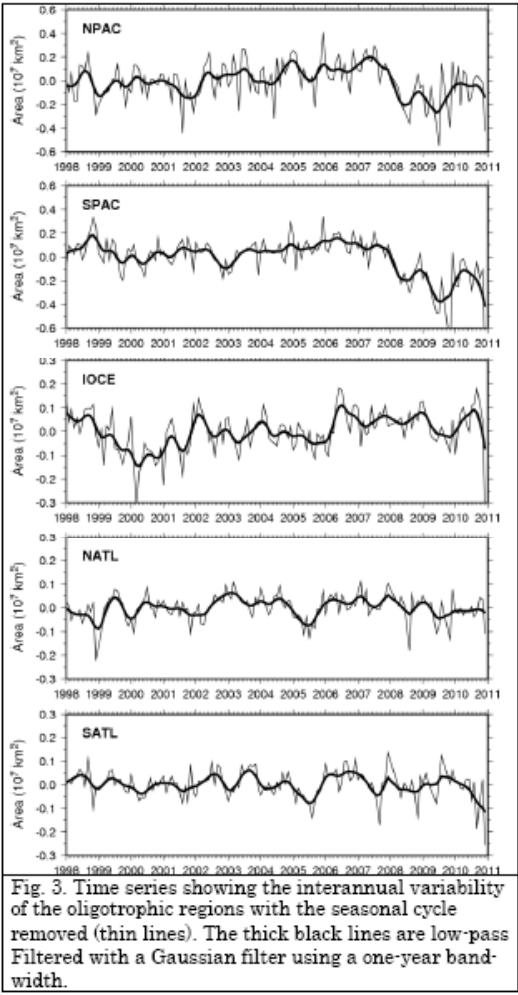 NPAC
Area (10⁷ km²)
0.6
0.4
0.2
0.0
-0.2
-0.4
-0.6
1998 1999 2000 2001 2002 2003 2004 2005 2006 2007 2008 2009 2010 2011
SPAC
Area (10⁷ km²)
0.6
0.4
0.2
0.0
-0.2
-0.4
-0.6
1998 1999 2000 2001 2002 2003 2004 2005 2006 2007 2008 2009 2010 2011
IOCE
Area (10⁷ km²)
0.3
0.2
0.1
0.0
-0.1
-0.2
-0.3
1998 1999 2000 2001 2002 2003 2004 2005 2006 2007 2008 2009 2010 2011
NATL
Area (10⁷ km²)
0.3
0.2
0.1
0.0
-0.1
-0.2
-0.3
1998 1999 2000 2001 2002 2003 2004 2005 2006 2007 2008 2009 2010 2011
SATL
Area (10⁷ km²)
0.3
0.2
0.1
0.0
-0.1
-0.2
-0.3
1998 1999 2000 2001 2002 2003 2004 2005 2006 2007 2008 2009 2010 2011
Fig. 3. Time series showing the interannual variability
of the oligotrophic regions with the seasonal cycle
removed (thin lines). The thick black lines are low-pass
Filtered with a Gaussian filter using a one-year band-
width.